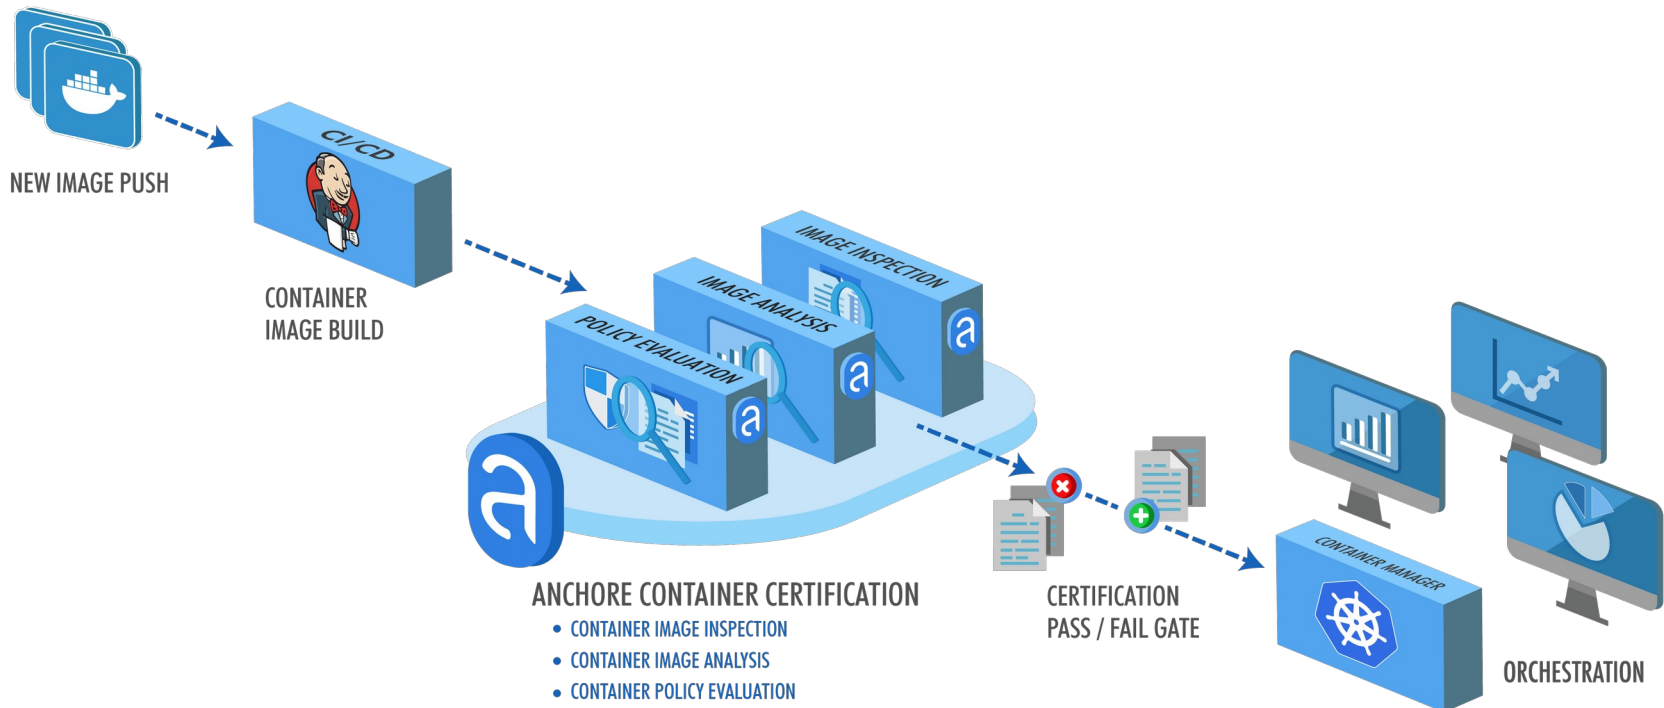 NEW IMAGE PUSH
CI/CD
CONTAINER
IMAGE BUILD
IMAGE INSPECTION
IMAGE ANALYSIS
POLICY EVALUATION
a
a
a
a
ANCHORE CONTAINER CERTIFICATION
• CONTAINER IMAGE INSPECTION
• CONTAINER IMAGE ANALYSIS
• CONTAINER POLICY EVALUATION
CERTIFICATION
PASS / FAIL GATE
CONTAINER MANAGER
ORCHESTRATION